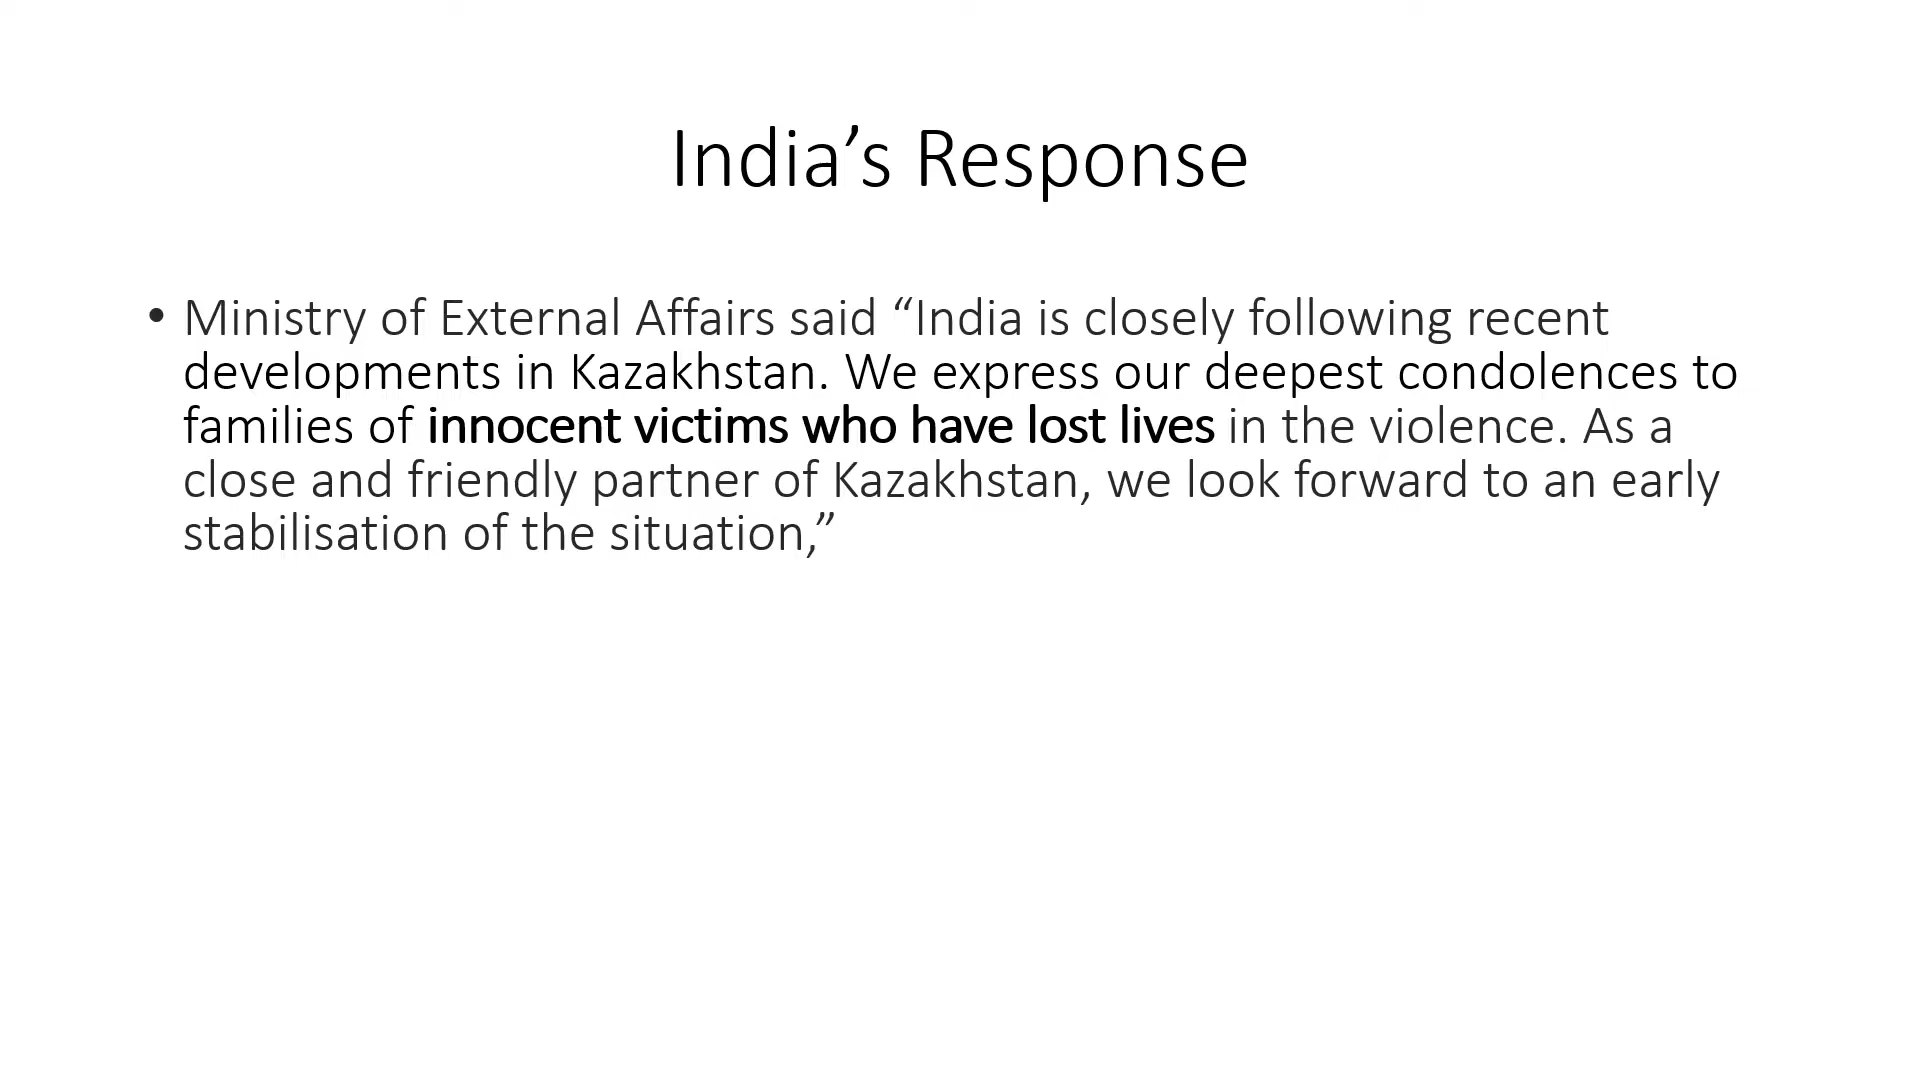 India’s Response
• Ministry of External Affairs said “India is closely following recent
developments in Kazakhstan. We express our deepest condolences to
families of innocent victims who have lost lives in the violence. As a
close and friendly partner of Kazakhstan, we look forward to an early
stabilisation of the situation,”